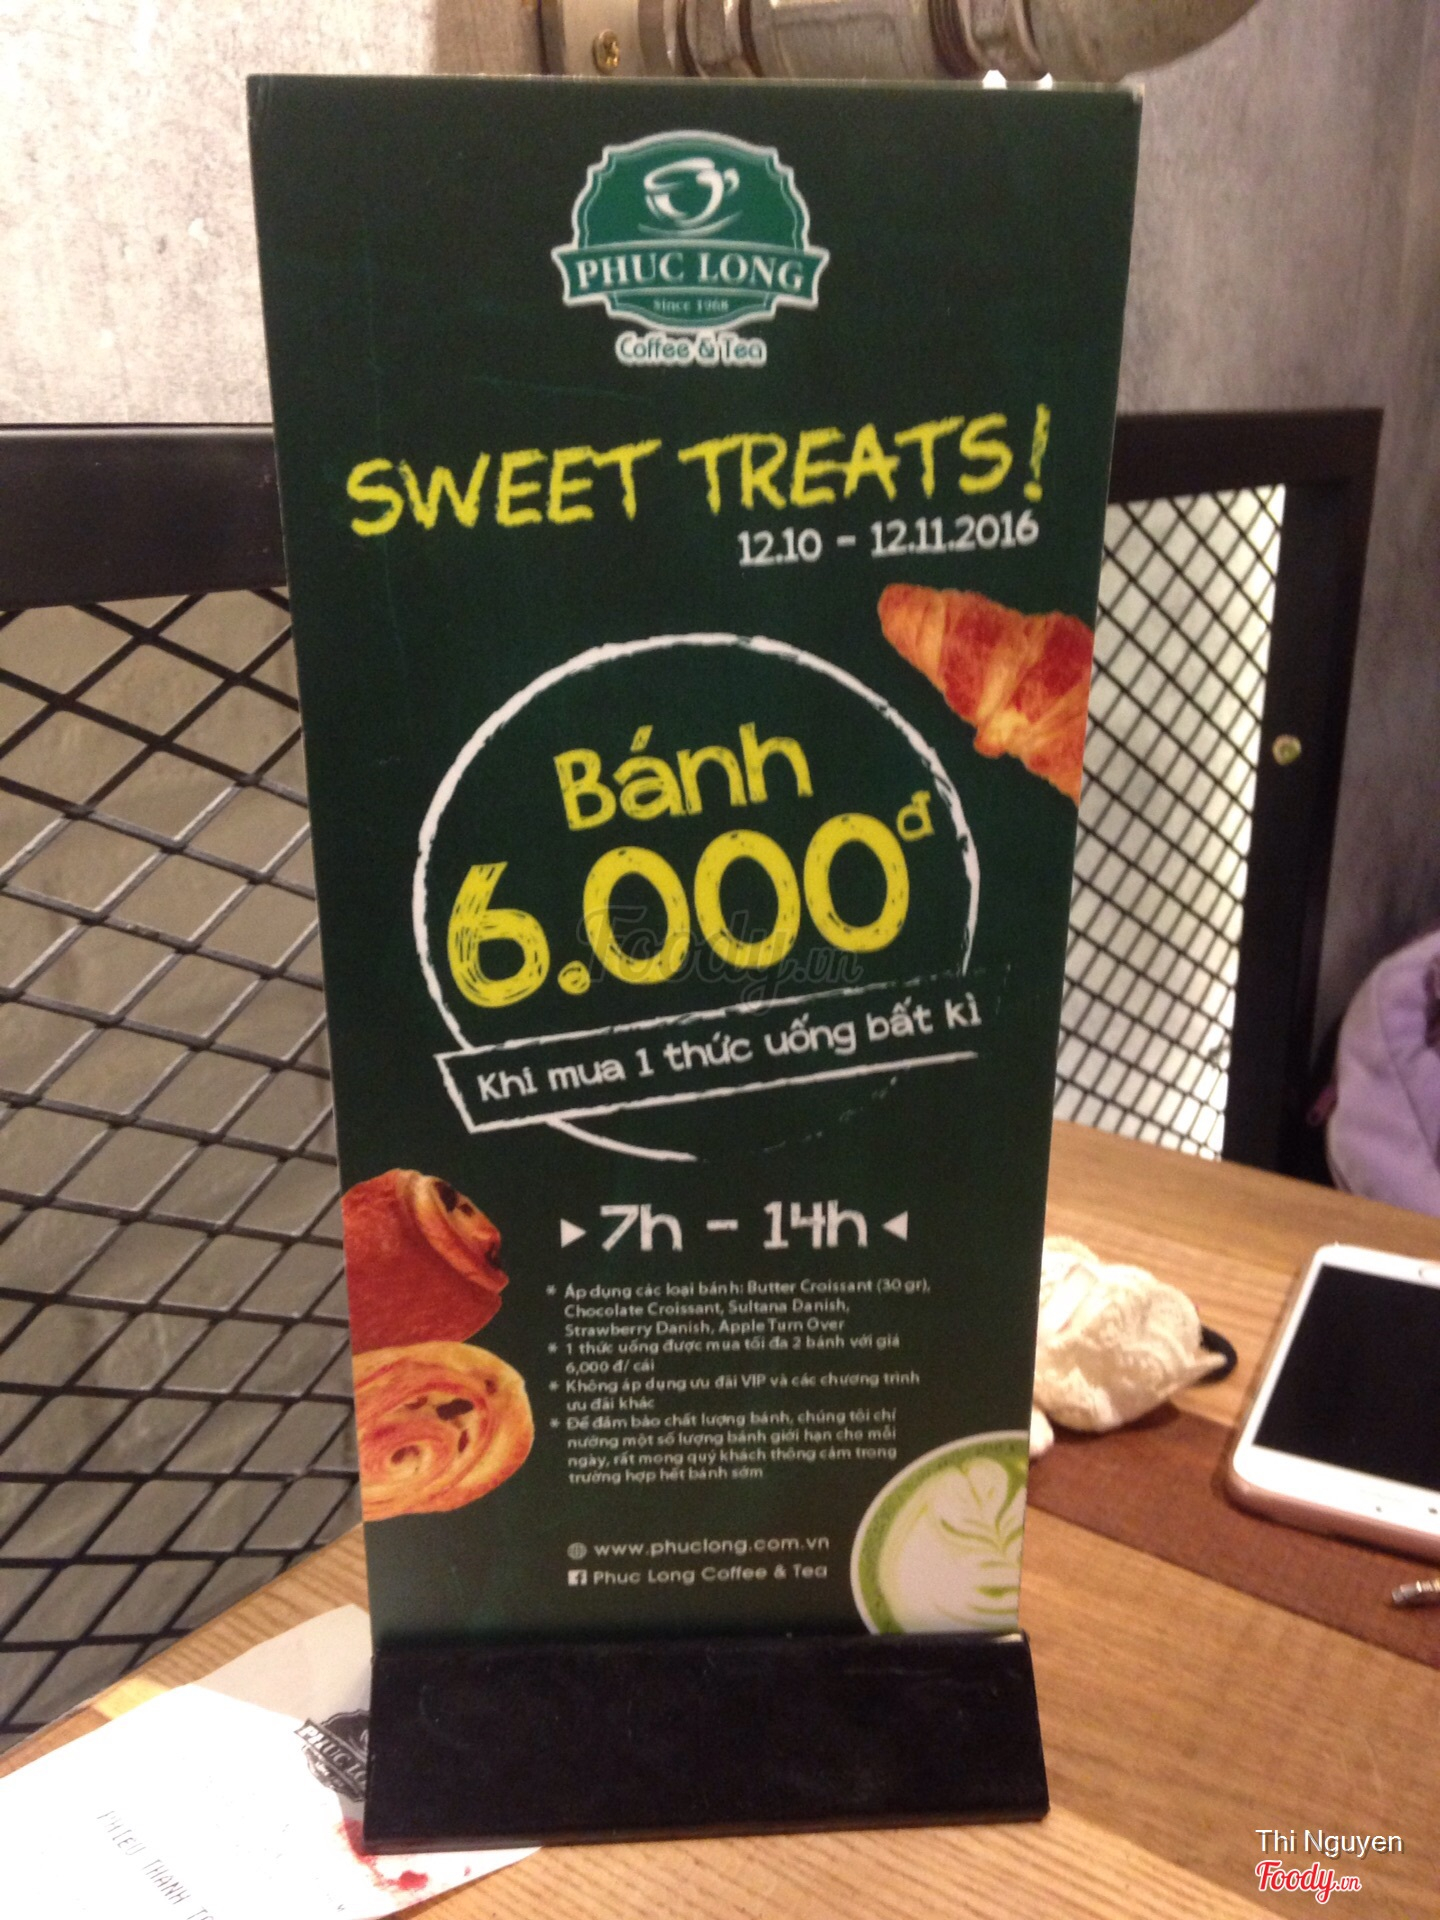 PHUC LONG
Since 1968
Coffee & Tea
SWEET TREATS!
12.10 - 12.11.2016
Bánh
6.000đ
Foody.vn
Khi mua 1 thức uống bất kì
7h - 14h
* Áp dụng các loại bánh: Butter Croissant (30 gr),
Chocolate Croissant, Sultana Danish,
Strawberry Danish, Apple Turn Over
* 1 thức uống được mua tối đa 2 bánh với giá
6,000 đ/ cái
* Không áp dụng ưu đãi VIP và các chương trình
ưu đãi khác
* Để đảm bảo chất lượng bánh, chúng tôi chỉ
nướng một số lượng bánh giới hạn cho mỗi
ngày, rất mong quý khách thông cảm trong
trường hợp hết bánh sớm
www.phuclong.com.vn
Phuc Long Coffee & Tea
PHUC LO
PHIEU THANH
Thi Nguyen
Foody.vn